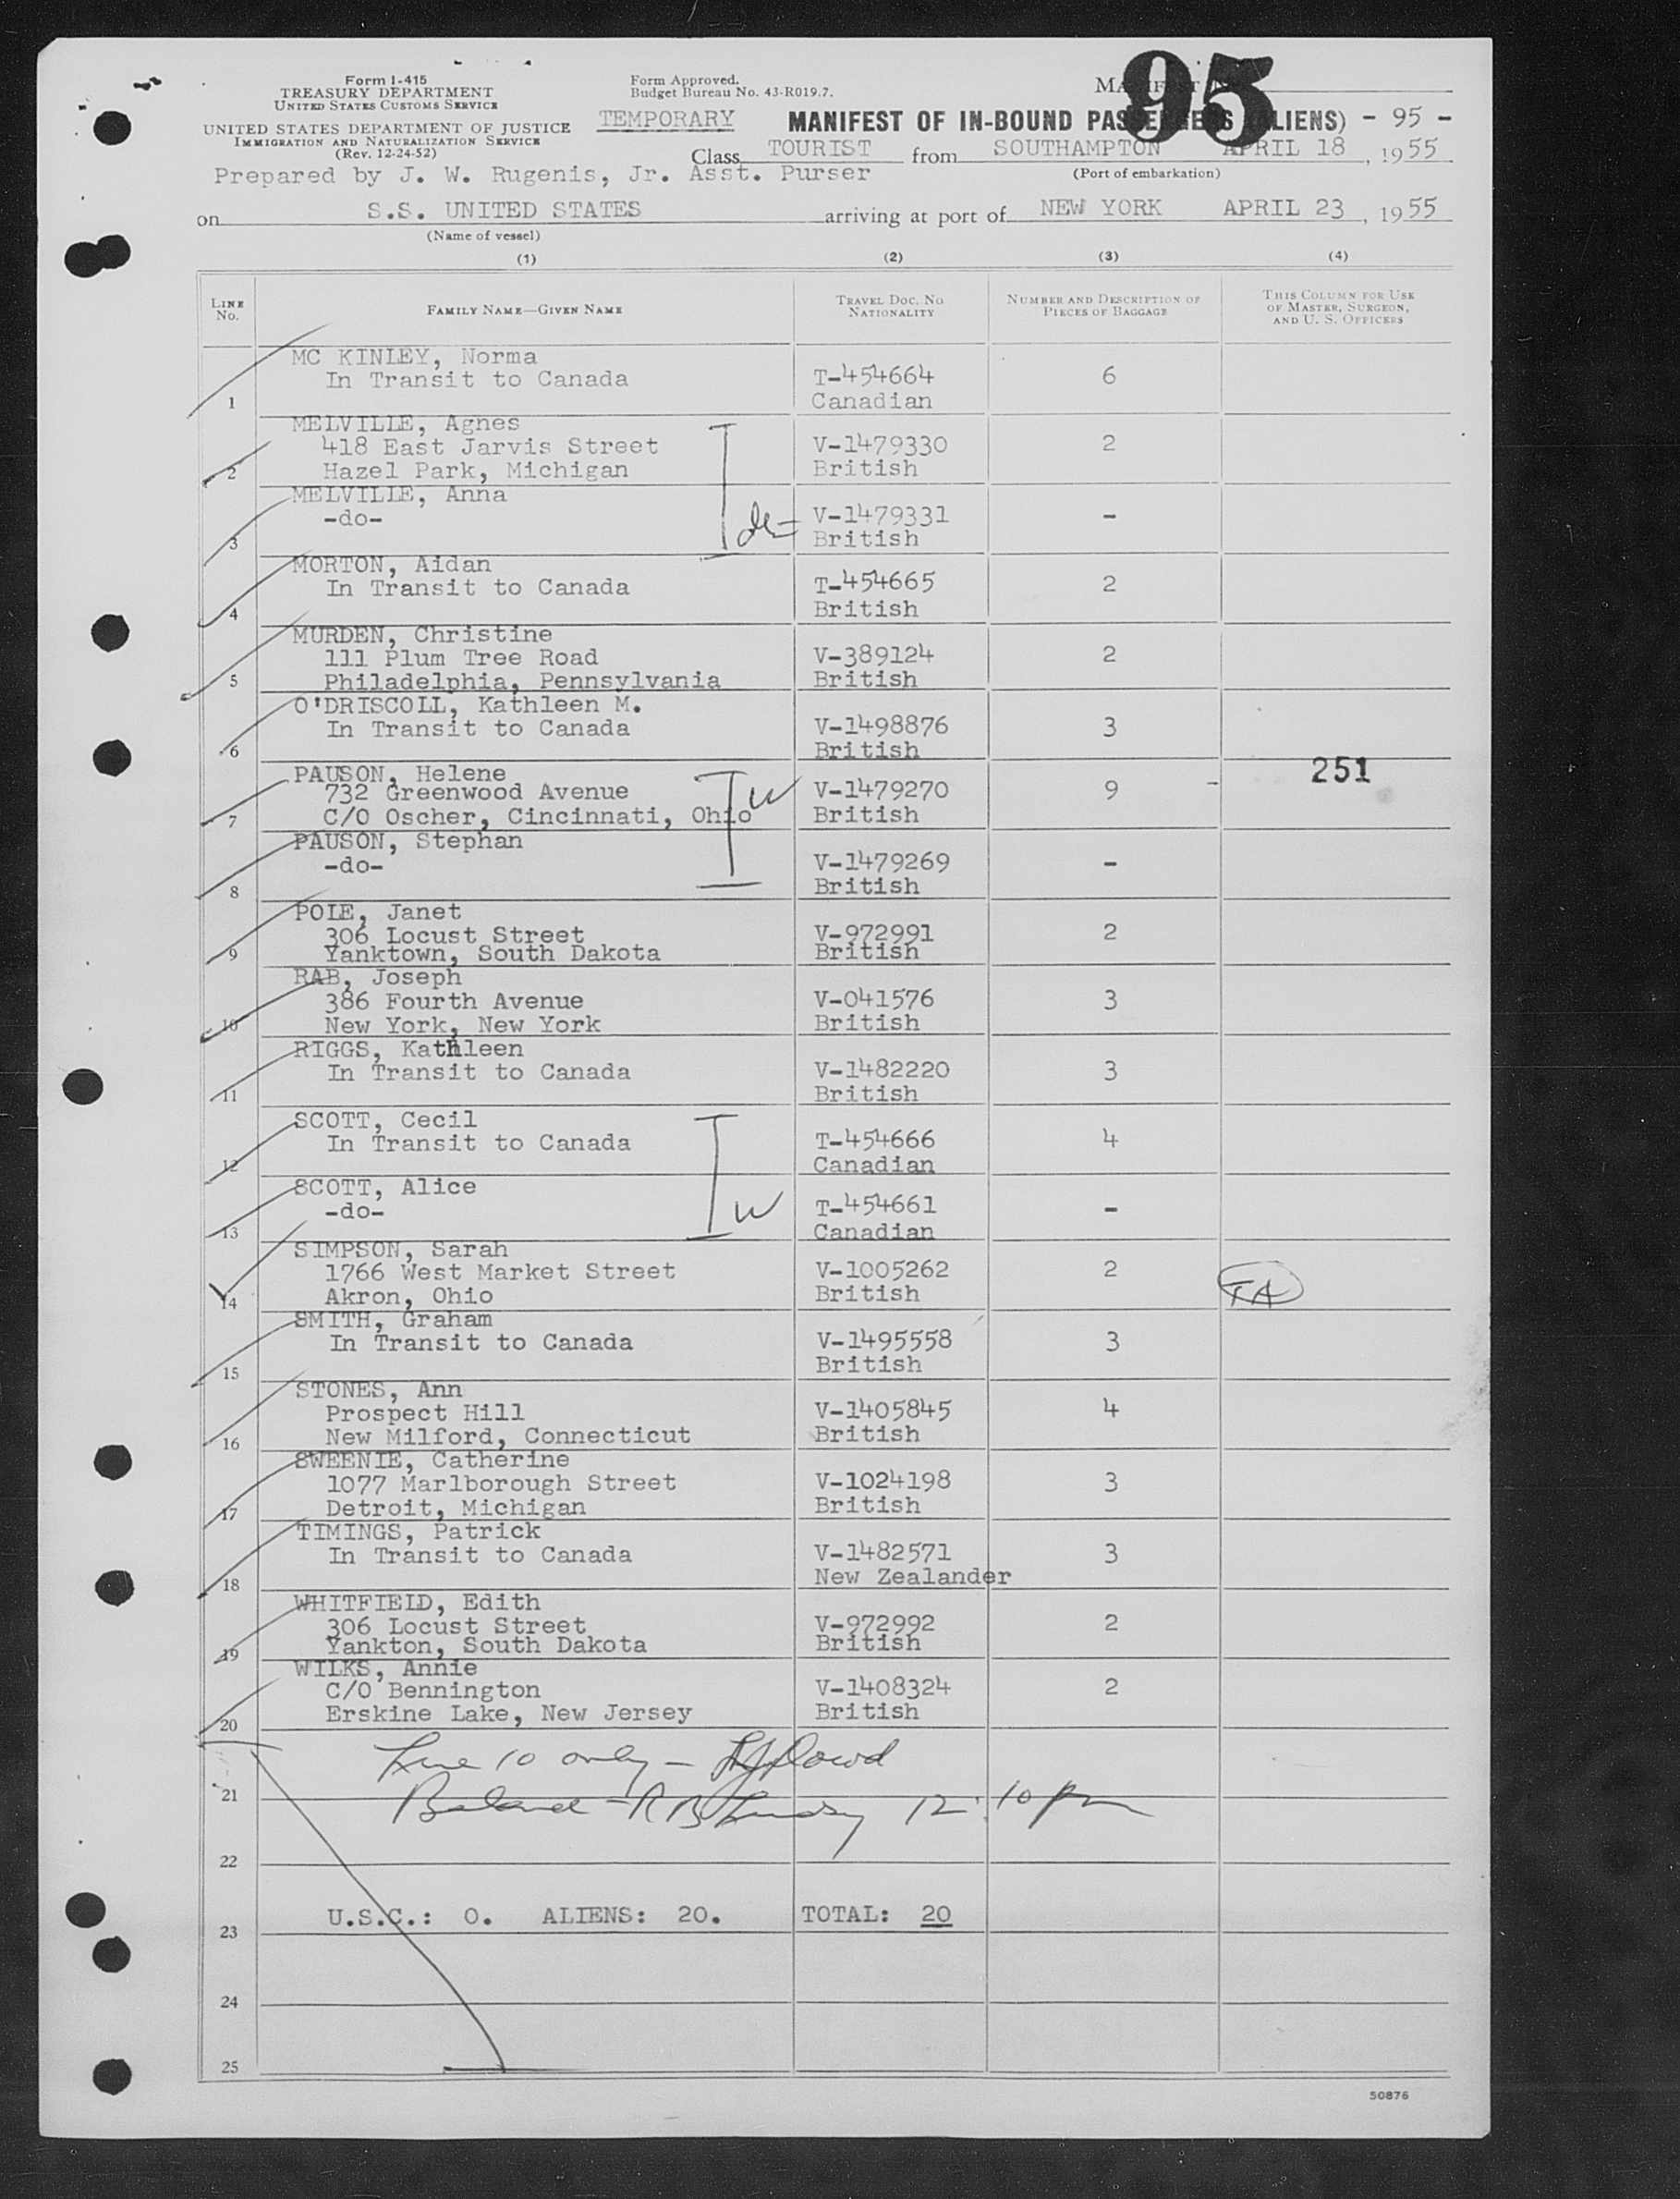 Form I-415
TREASURY DEPARTMENT
UNITED STATES CUSTOMS SERVICE
UNITED STATES DEPARTMENT OF JUSTICE
IMMIGRATION AND NATURALIZATION SERVICE
(Rev. 12-24-52)
Form Approved.
Budget Bureau No. 43-R019.7.
95
TEMPORARY MANIFEST OF IN-BOUND PASSENGERS (ALIENS) - 95 -
Class TOURIST from SOUTHAMPTON APRIL 18, 1955
(Port of embarkation)
Prepared by J. W. Rugenis, Jr. Asst. Purser
on S.S. UNITED STATES arriving at port of NEW YORK APRIL 23, 1955
(Name of vessel)
(1) (2) (3) (4)
LINE No. FAMILY NAME—GIVEN NAME TRAVEL DOC. NO. NATIONALITY NUMBER AND DESCRIPTION OF PIECES OF BAGGAGE THIS COLUMN FOR USE OF MASTER, SURGEON, AND U. S. OFFICERS
MC KINLEY, Norma
In Transit to Canada T-454664 6
1 Canadian
MELVILLE, Agnes
418 East Jarvis Street V-1479330 2
2 Hazel Park, Michigan British
MELVILLE, Anna
-do- V-1479331 -
3 British
MORTON, Aidan
In Transit to Canada T-454665 2
4 British
MURDEN, Christine
111 Plum Tree Road V-389124 2
5 Philadelphia, Pennsylvania British
O'DRISCOLL, Kathleen M.
In Transit to Canada V-1498876 3
6 British
251
PAUSON, Helene
732 Greenwood Avenue W V-1479270 9 -
7 C/O Oscher, Cincinnati, Ohio British
PAUSON, Stephan
-do- V-1479269 -
8 British
POLE, Janet
306 Locust Street V-972991 2
9 Yanktown, South Dakota British
RAB, Joseph
386 Fourth Avenue V-041576 3
10 New York, New York British
RIGGS, Kathleen
In Transit to Canada V-1482220 3
11 British
SCOTT, Cecil
In Transit to Canada T-454666 4
12 Canadian
SCOTT, Alice
-do- W T-454661 -
13 Canadian
SIMPSON, Sarah
1766 West Market Street V-1005262 2
14 Akron, Ohio British TA
SMITH, Graham
In Transit to Canada V-1495558 3
15 British
STONES, Ann
Prospect Hill V-1405845 4
16 New Milford, Connecticut British
SWEENIE, Catherine
1077 Marlborough Street V-1024198 3
17 Detroit, Michigan British
TIMINGS, Patrick
In Transit to Canada V-1482571 3
18 New Zealander
WHITFIELD, Edith
306 Locust Street V-972992 2
19 Yankton, South Dakota British
WILKS, Annie
C/O Bennington V-1408324 2
20 Erskine Lake, New Jersey British
Line 10 only -
21 Balance - 12:10 pm
22
U.S.C.: 0. ALIENS: 20. TOTAL: 20
23
24
25
50876